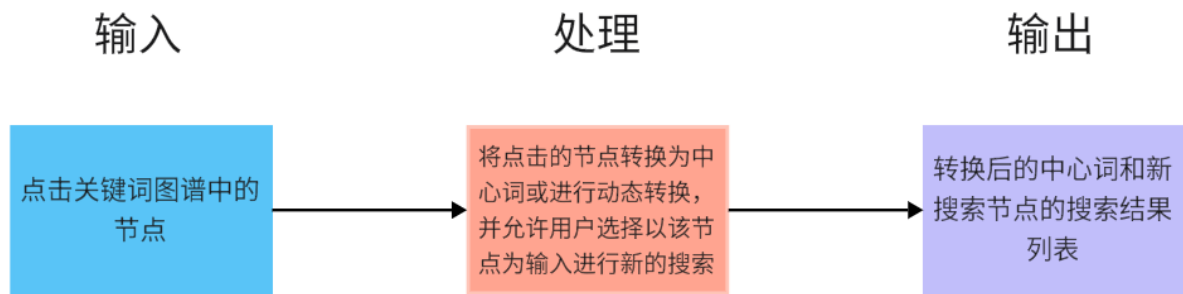 输入
处理
输出
点击关键词图谱中的
节点
将点击的节点转换为中
心词或进行动态转换，
并允许用户选择以该节
点为输入进行新的搜索
转换后的中心词和新
搜索节点的搜索结果
列表